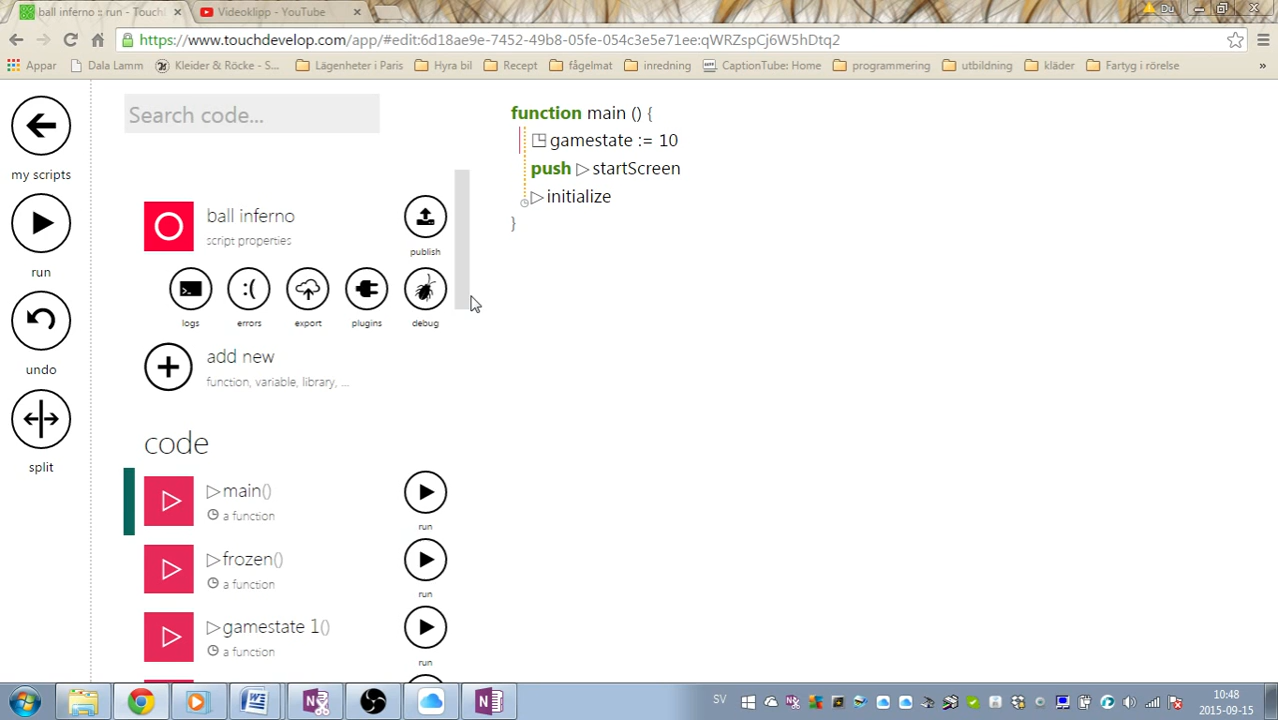 ball inferno :: run - Touch
Videoklipp - YouTube
Du
https://www.touchdevelop.com/app/#edit:6d18ae9e-7452-49b8-05fe-054c3e5e71ee:qWRZspCj6W5hDtq2
Appar
Dala Lamm
Kleider & Röcke - S...
Lägenheter i Paris
Hyra bil
Recept
fågelmat
inredning
CaptionTube: Home
programmering
utbildning
kläder
Fartyg i rörelse
»
my scripts
run
undo
split
Search code...
ball inferno
script properties
publish
logs
errors
export
plugins
debug
add new
function, variable, library, ...
code
main()
a function
run
frozen()
a function
run
gamestate 1()
a function
run
function main () {
gamestate := 10
push ▷ startScreen
▷ initialize
}
SV
10:48
2015-09-15